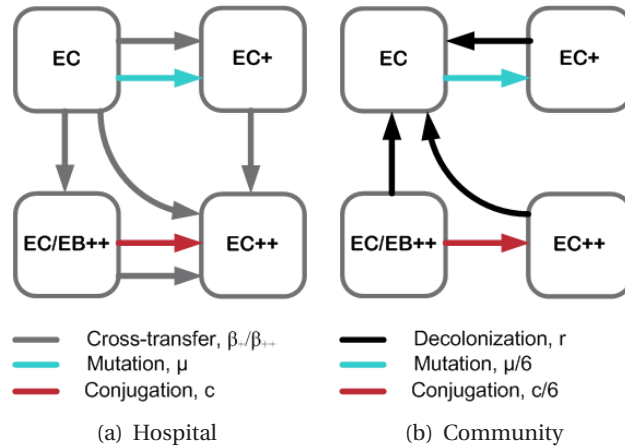 EC
EC+
EC/EB++
EC++
Cross-transfer, β₊/β₊₊
Mutation, μ
Conjugation, c
(a) Hospital
EC
EC+
EC/EB++
EC++
Decolonization, r
Mutation, μ/6
Conjugation, c/6
(b) Community